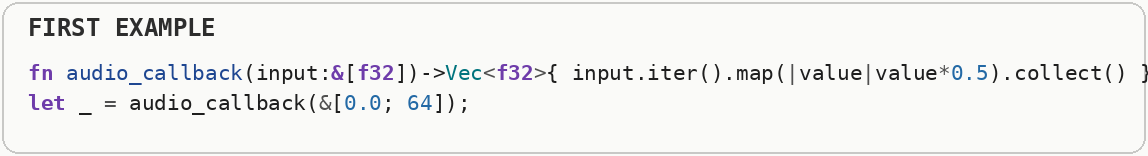 FIRST EXAMPLE
fn audio_callback(input:&[f32])->Vec<f32>{ input.iter().map(|value|value*0.5).collect() }
let _ = audio_callback(&[0.0; 64]);